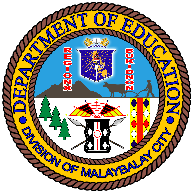 DEPARTMENT OF EDUCATION
DIVISION OF MALAYBALAY CITY